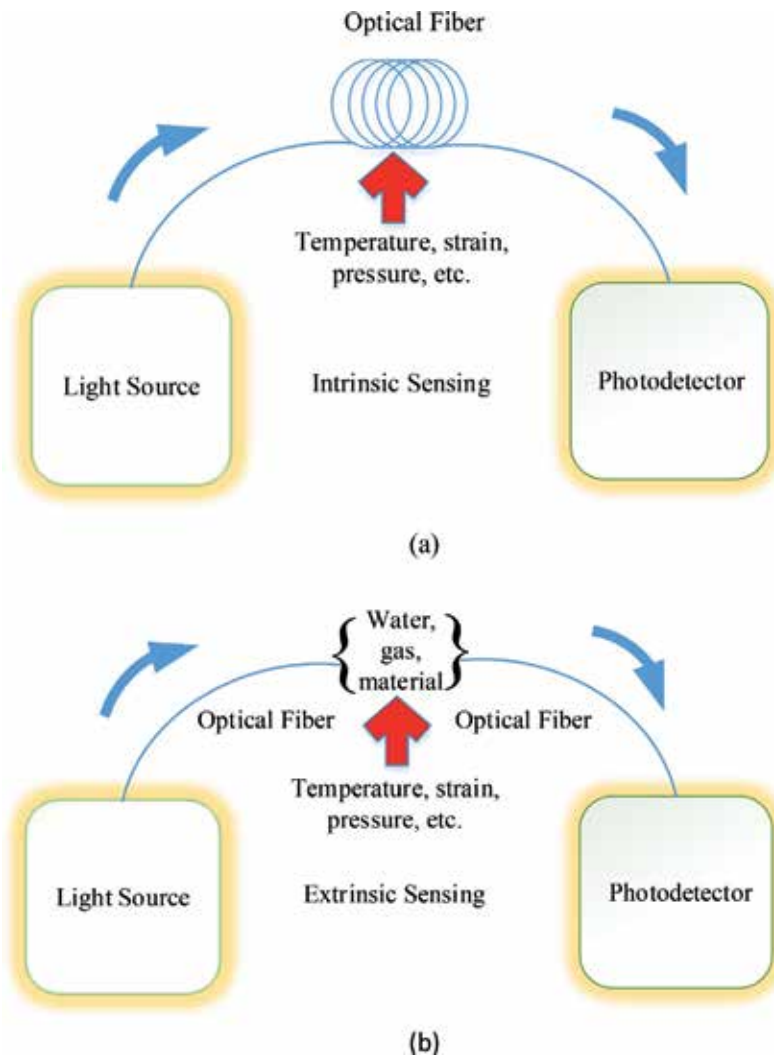 Optical Fiber
Temperature, strain,
pressure, etc.
Light Source
Intrinsic Sensing
Photodetector
(a)
Water,
gas,
material
Optical Fiber
Optical Fiber
Temperature, strain,
pressure, etc.
Light Source
Extrinsic Sensing
Photodetector
(b)